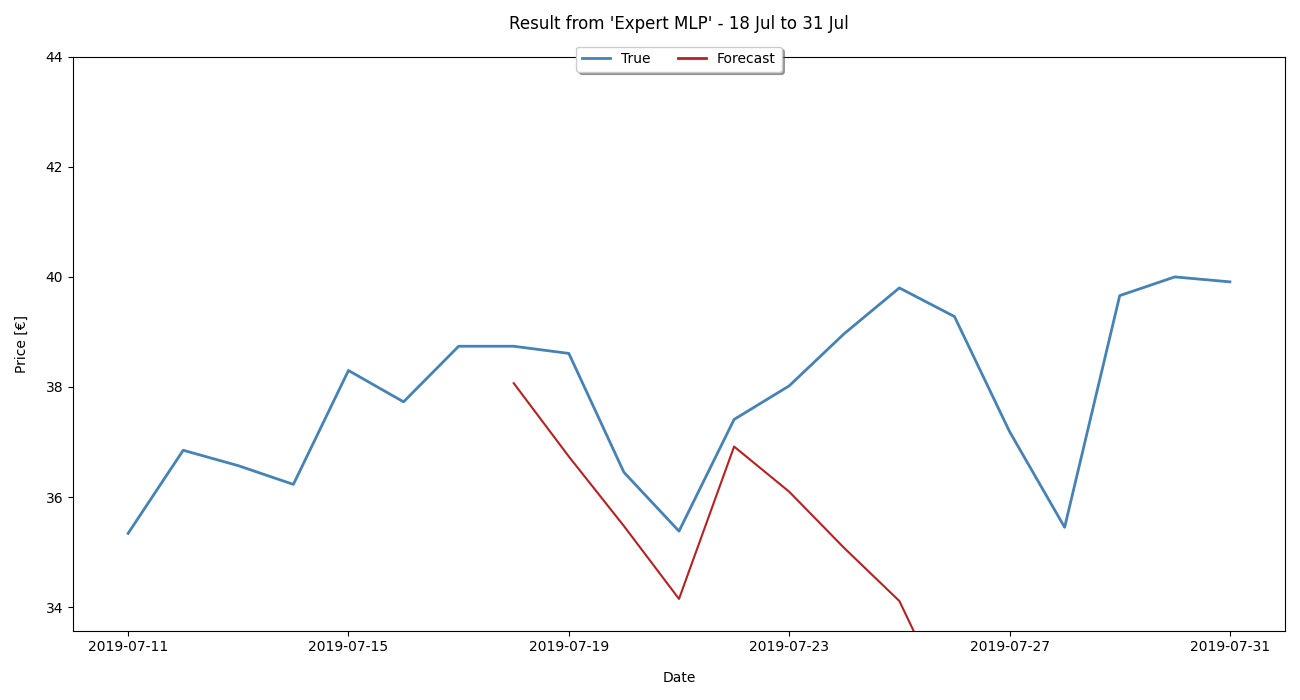 Result from 'Expert MLP' - 18 Jul to 31 Jul
True Forecast
44
42
40
38
36
34
Price [€]
2019-07-11 2019-07-15 2019-07-19 2019-07-23 2019-07-27 2019-07-31
Date